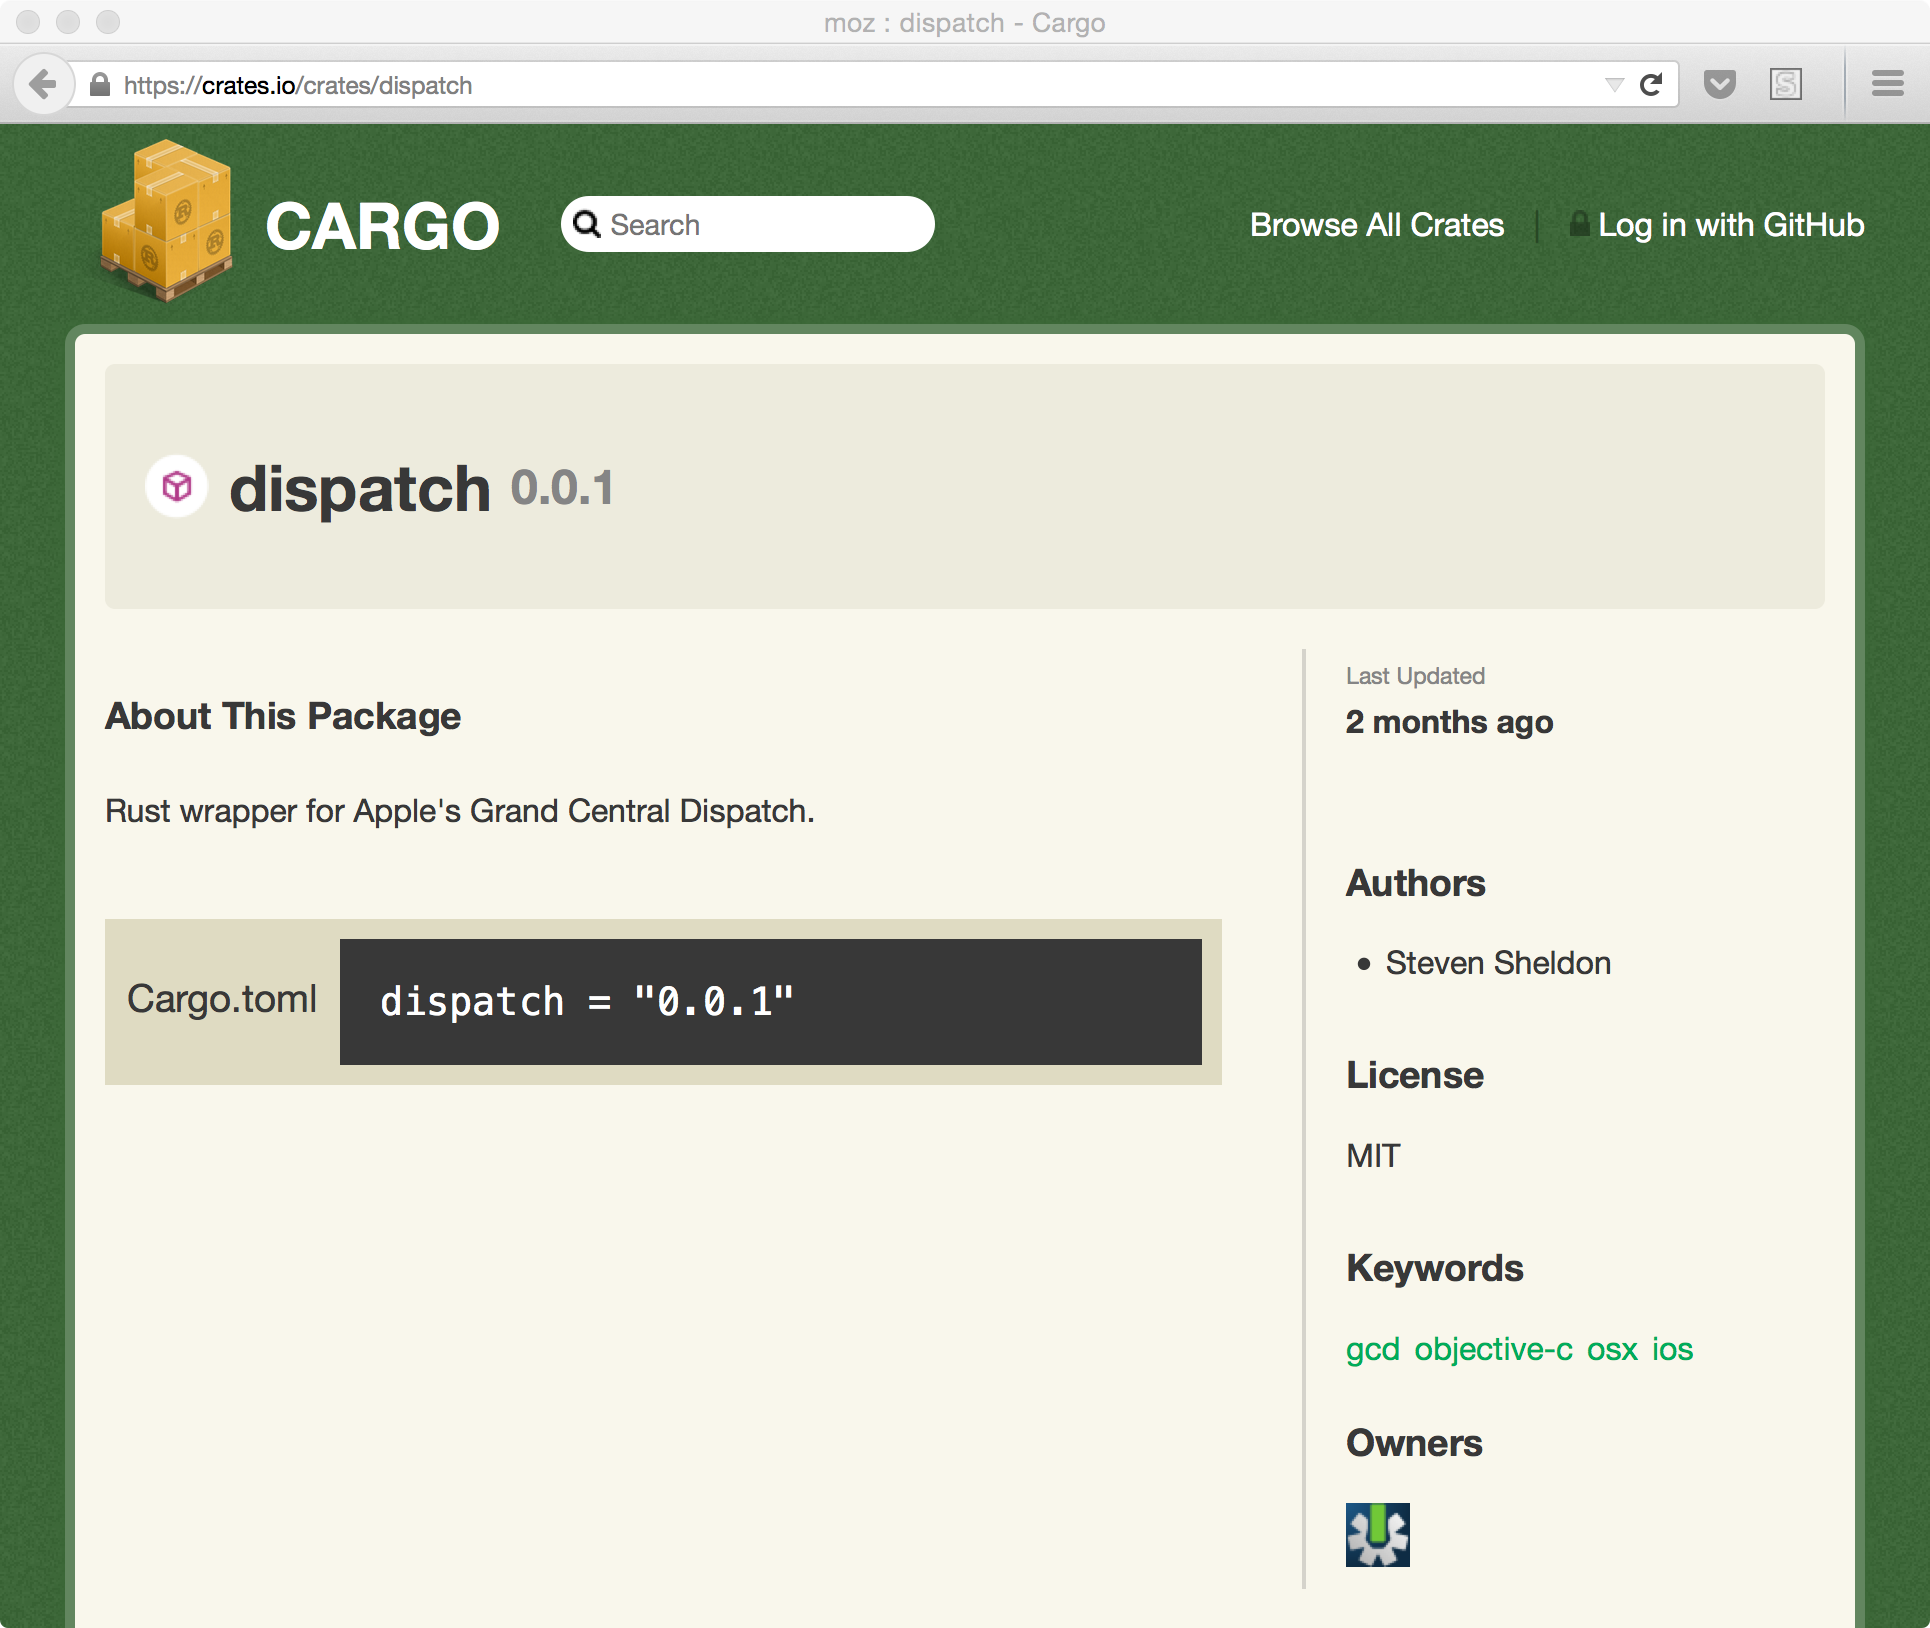 moz : dispatch - Cargo
https://crates.io/crates/dispatch
CARGO
Search
Browse All Crates
Log in with GitHub
dispatch 0.0.1
About This Package
Rust wrapper for Apple's Grand Central Dispatch.
Cargo.toml
dispatch = "0.0.1"
Last Updated
2 months ago
Authors
Steven Sheldon
License
MIT
Keywords
gcd objective-c osx ios
Owners